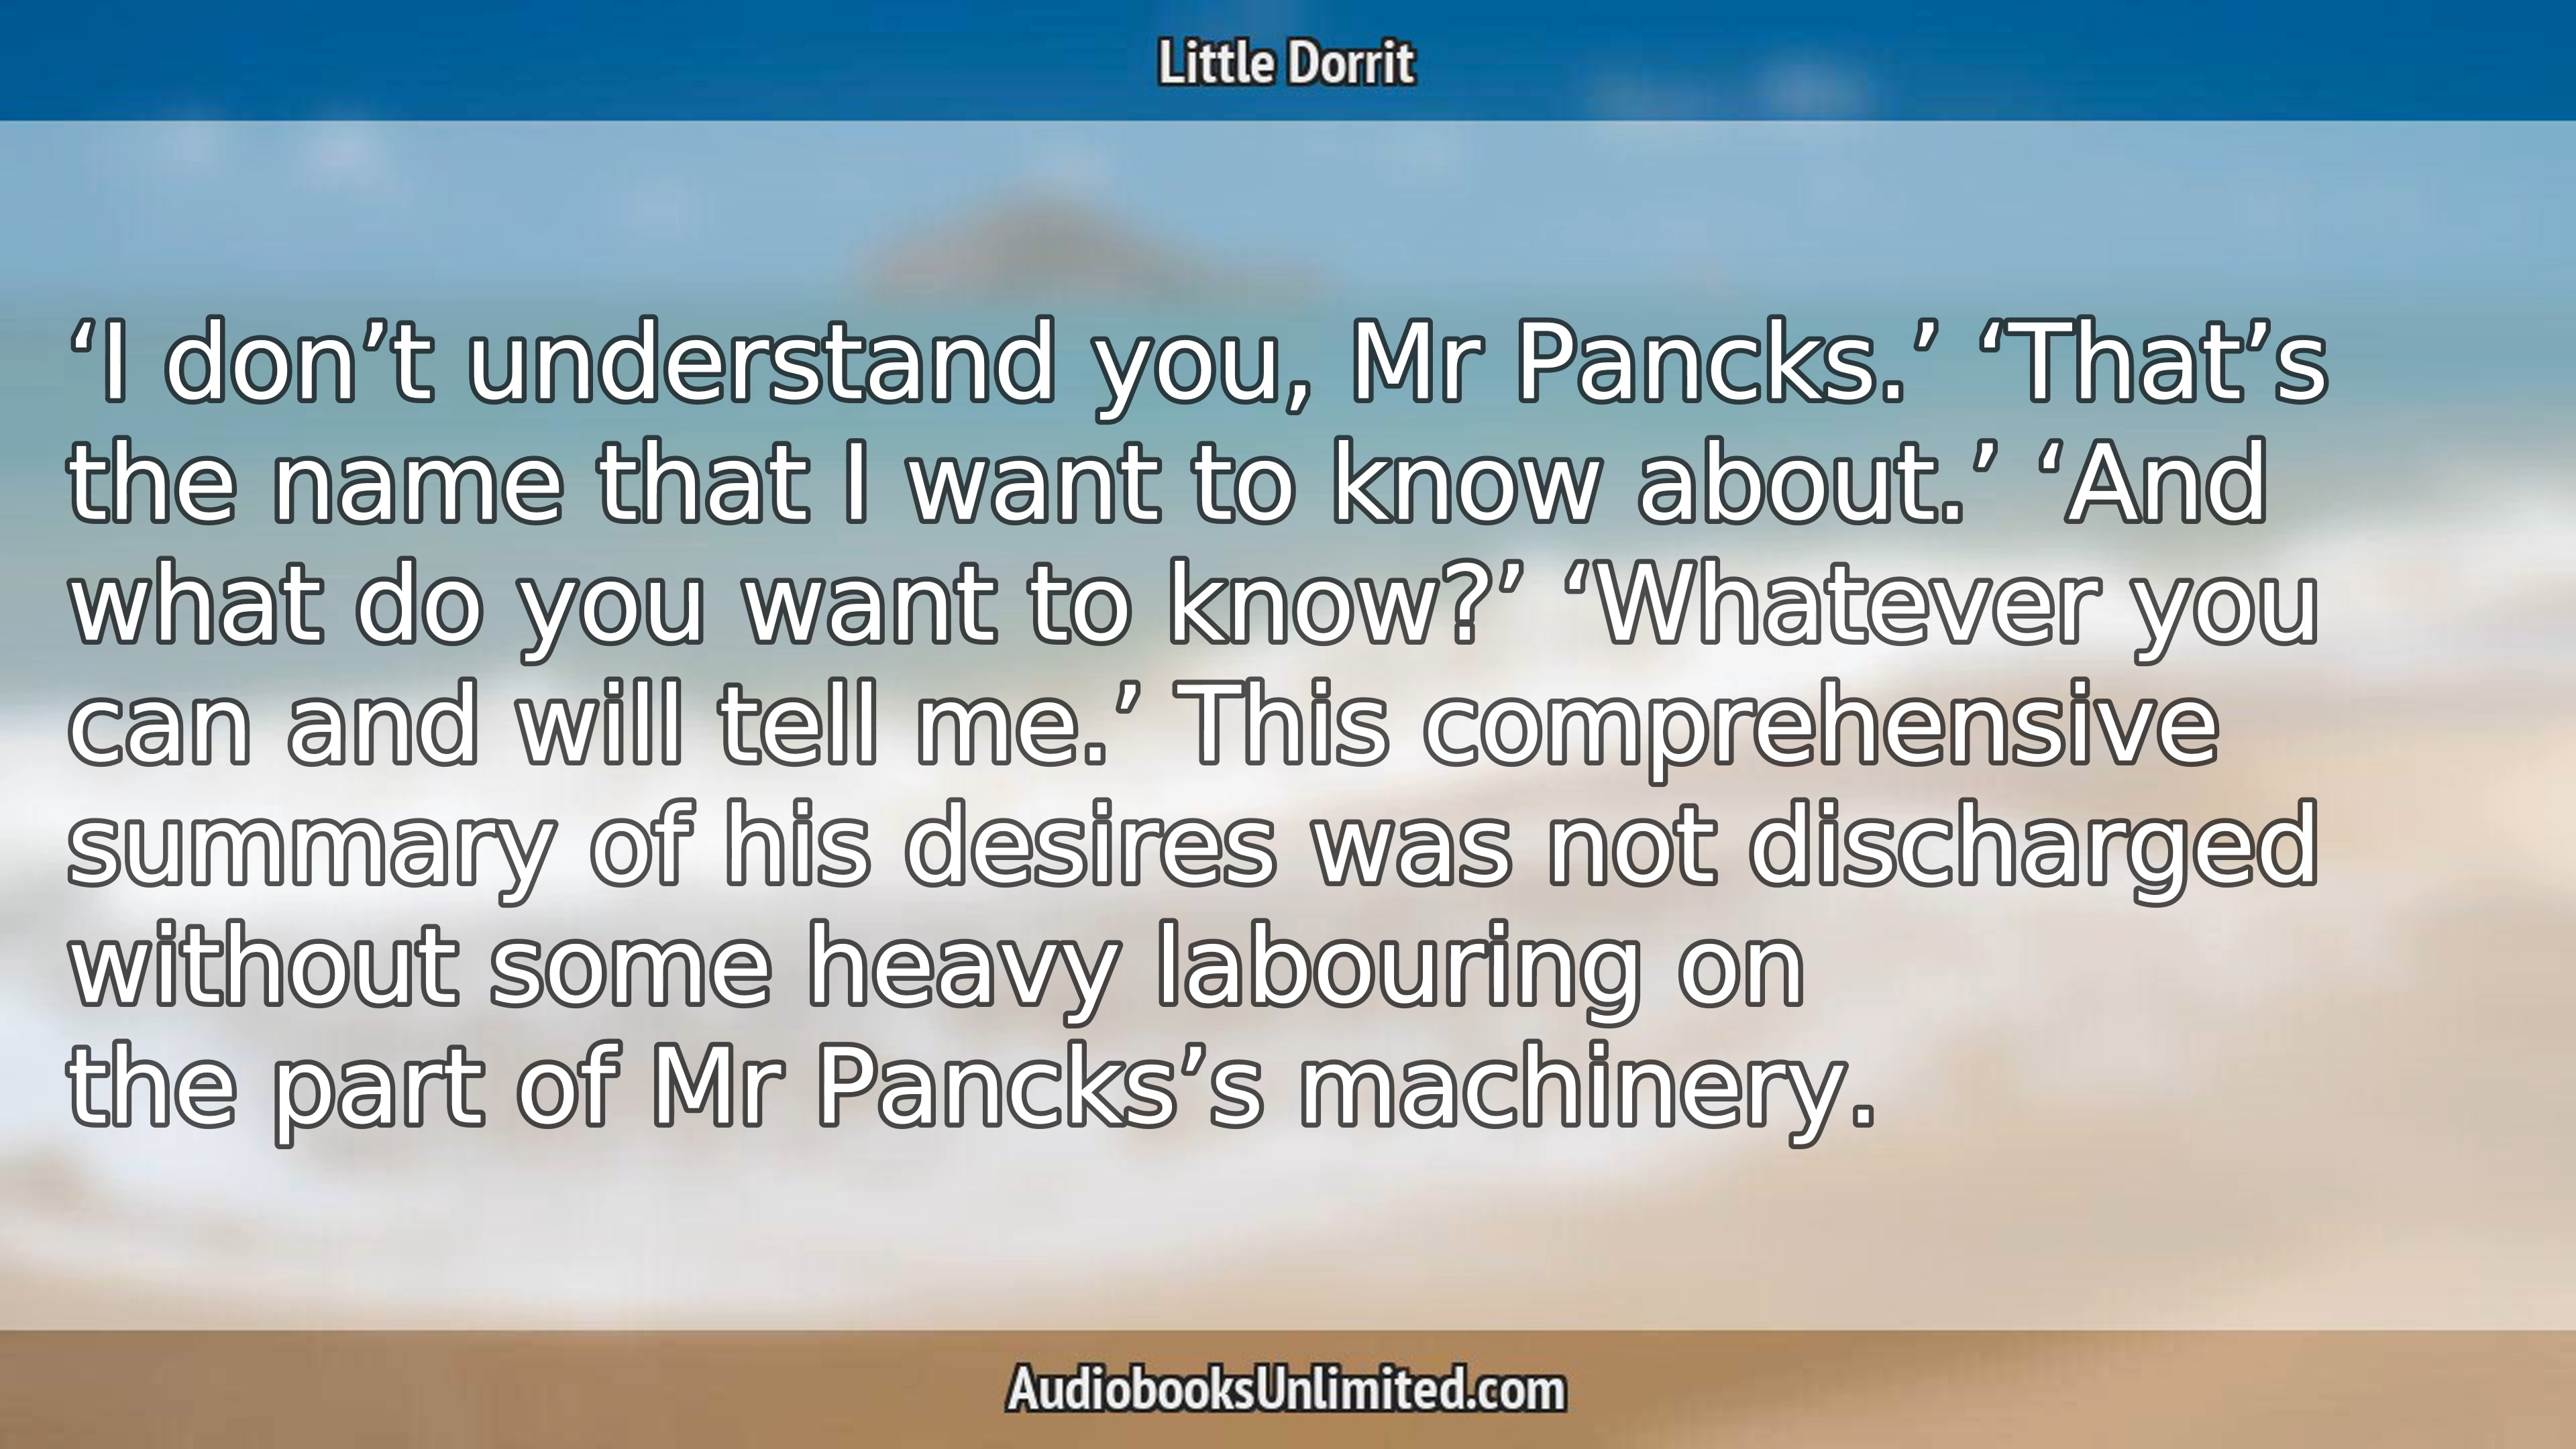 Little Dorrit
‘I don’t understand you, Mr Pancks.’ ‘That’s
the name that I want to know about.’ ‘And
what do you want to know?’ ‘Whatever you
can and will tell me.’ This comprehensive
summary of his desires was not discharged
without some heavy labouring on
the part of Mr Pancks’s machinery.
AudiobooksUnlimited.com